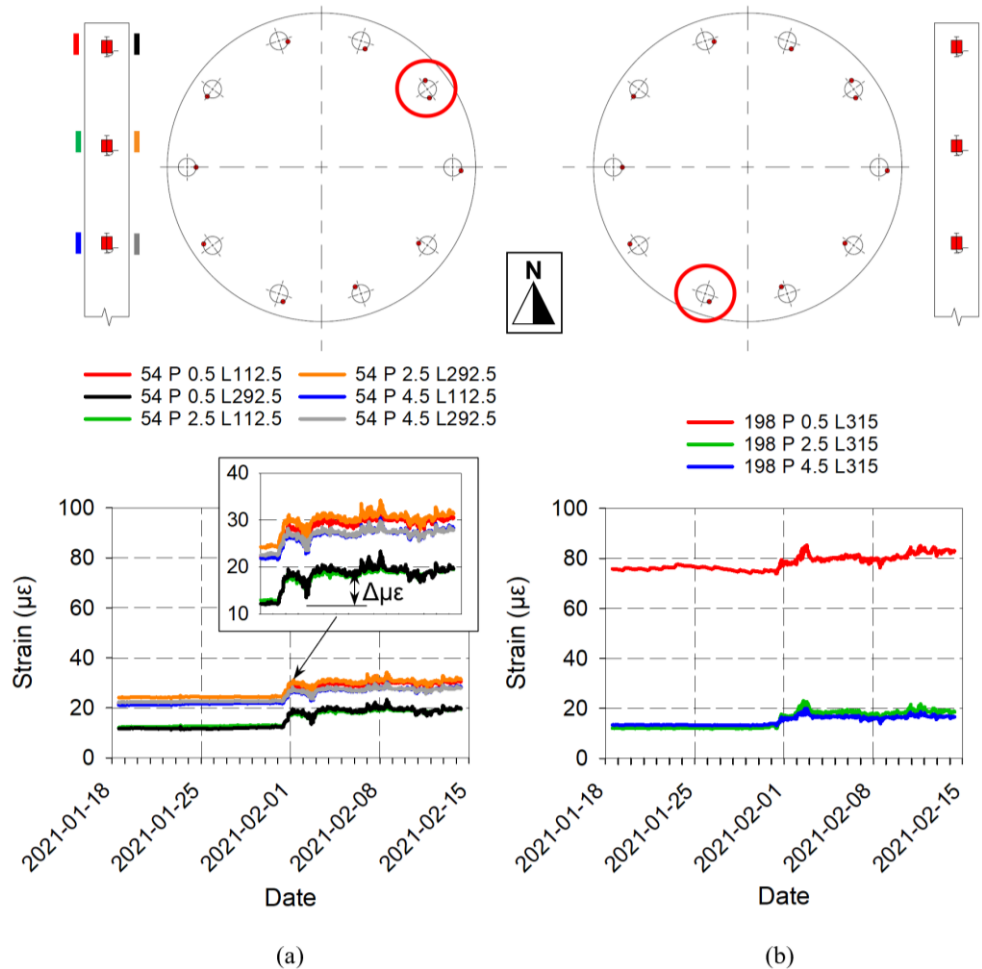 N
54 P 0.5 L112.5
54 P 2.5 L292.5
54 P 0.5 L292.5
54 P 4.5 L112.5
54 P 2.5 L112.5
54 P 4.5 L292.5
198 P 0.5 L315
198 P 2.5 L315
198 P 4.5 L315
40
30
20
10
Δµε
100
80
60
40
20
0
Strain (µε)
2021-01-18
2021-01-25
2021-02-01
2021-02-08
2021-02-15
Date
(a)
100
80
60
40
20
0
Strain (µε)
2021-01-18
2021-01-25
2021-02-01
2021-02-08
2021-02-15
Date
(b)